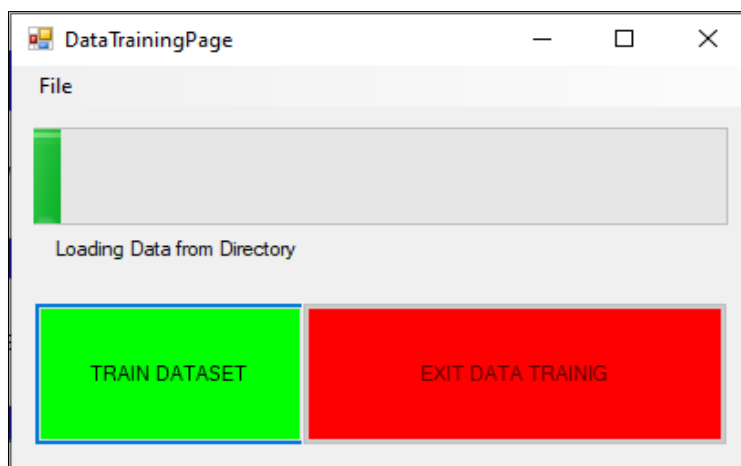 DataTrainingPage
File
Loading Data from Directory
TRAIN DATASET
EXIT DATA TRAINIG